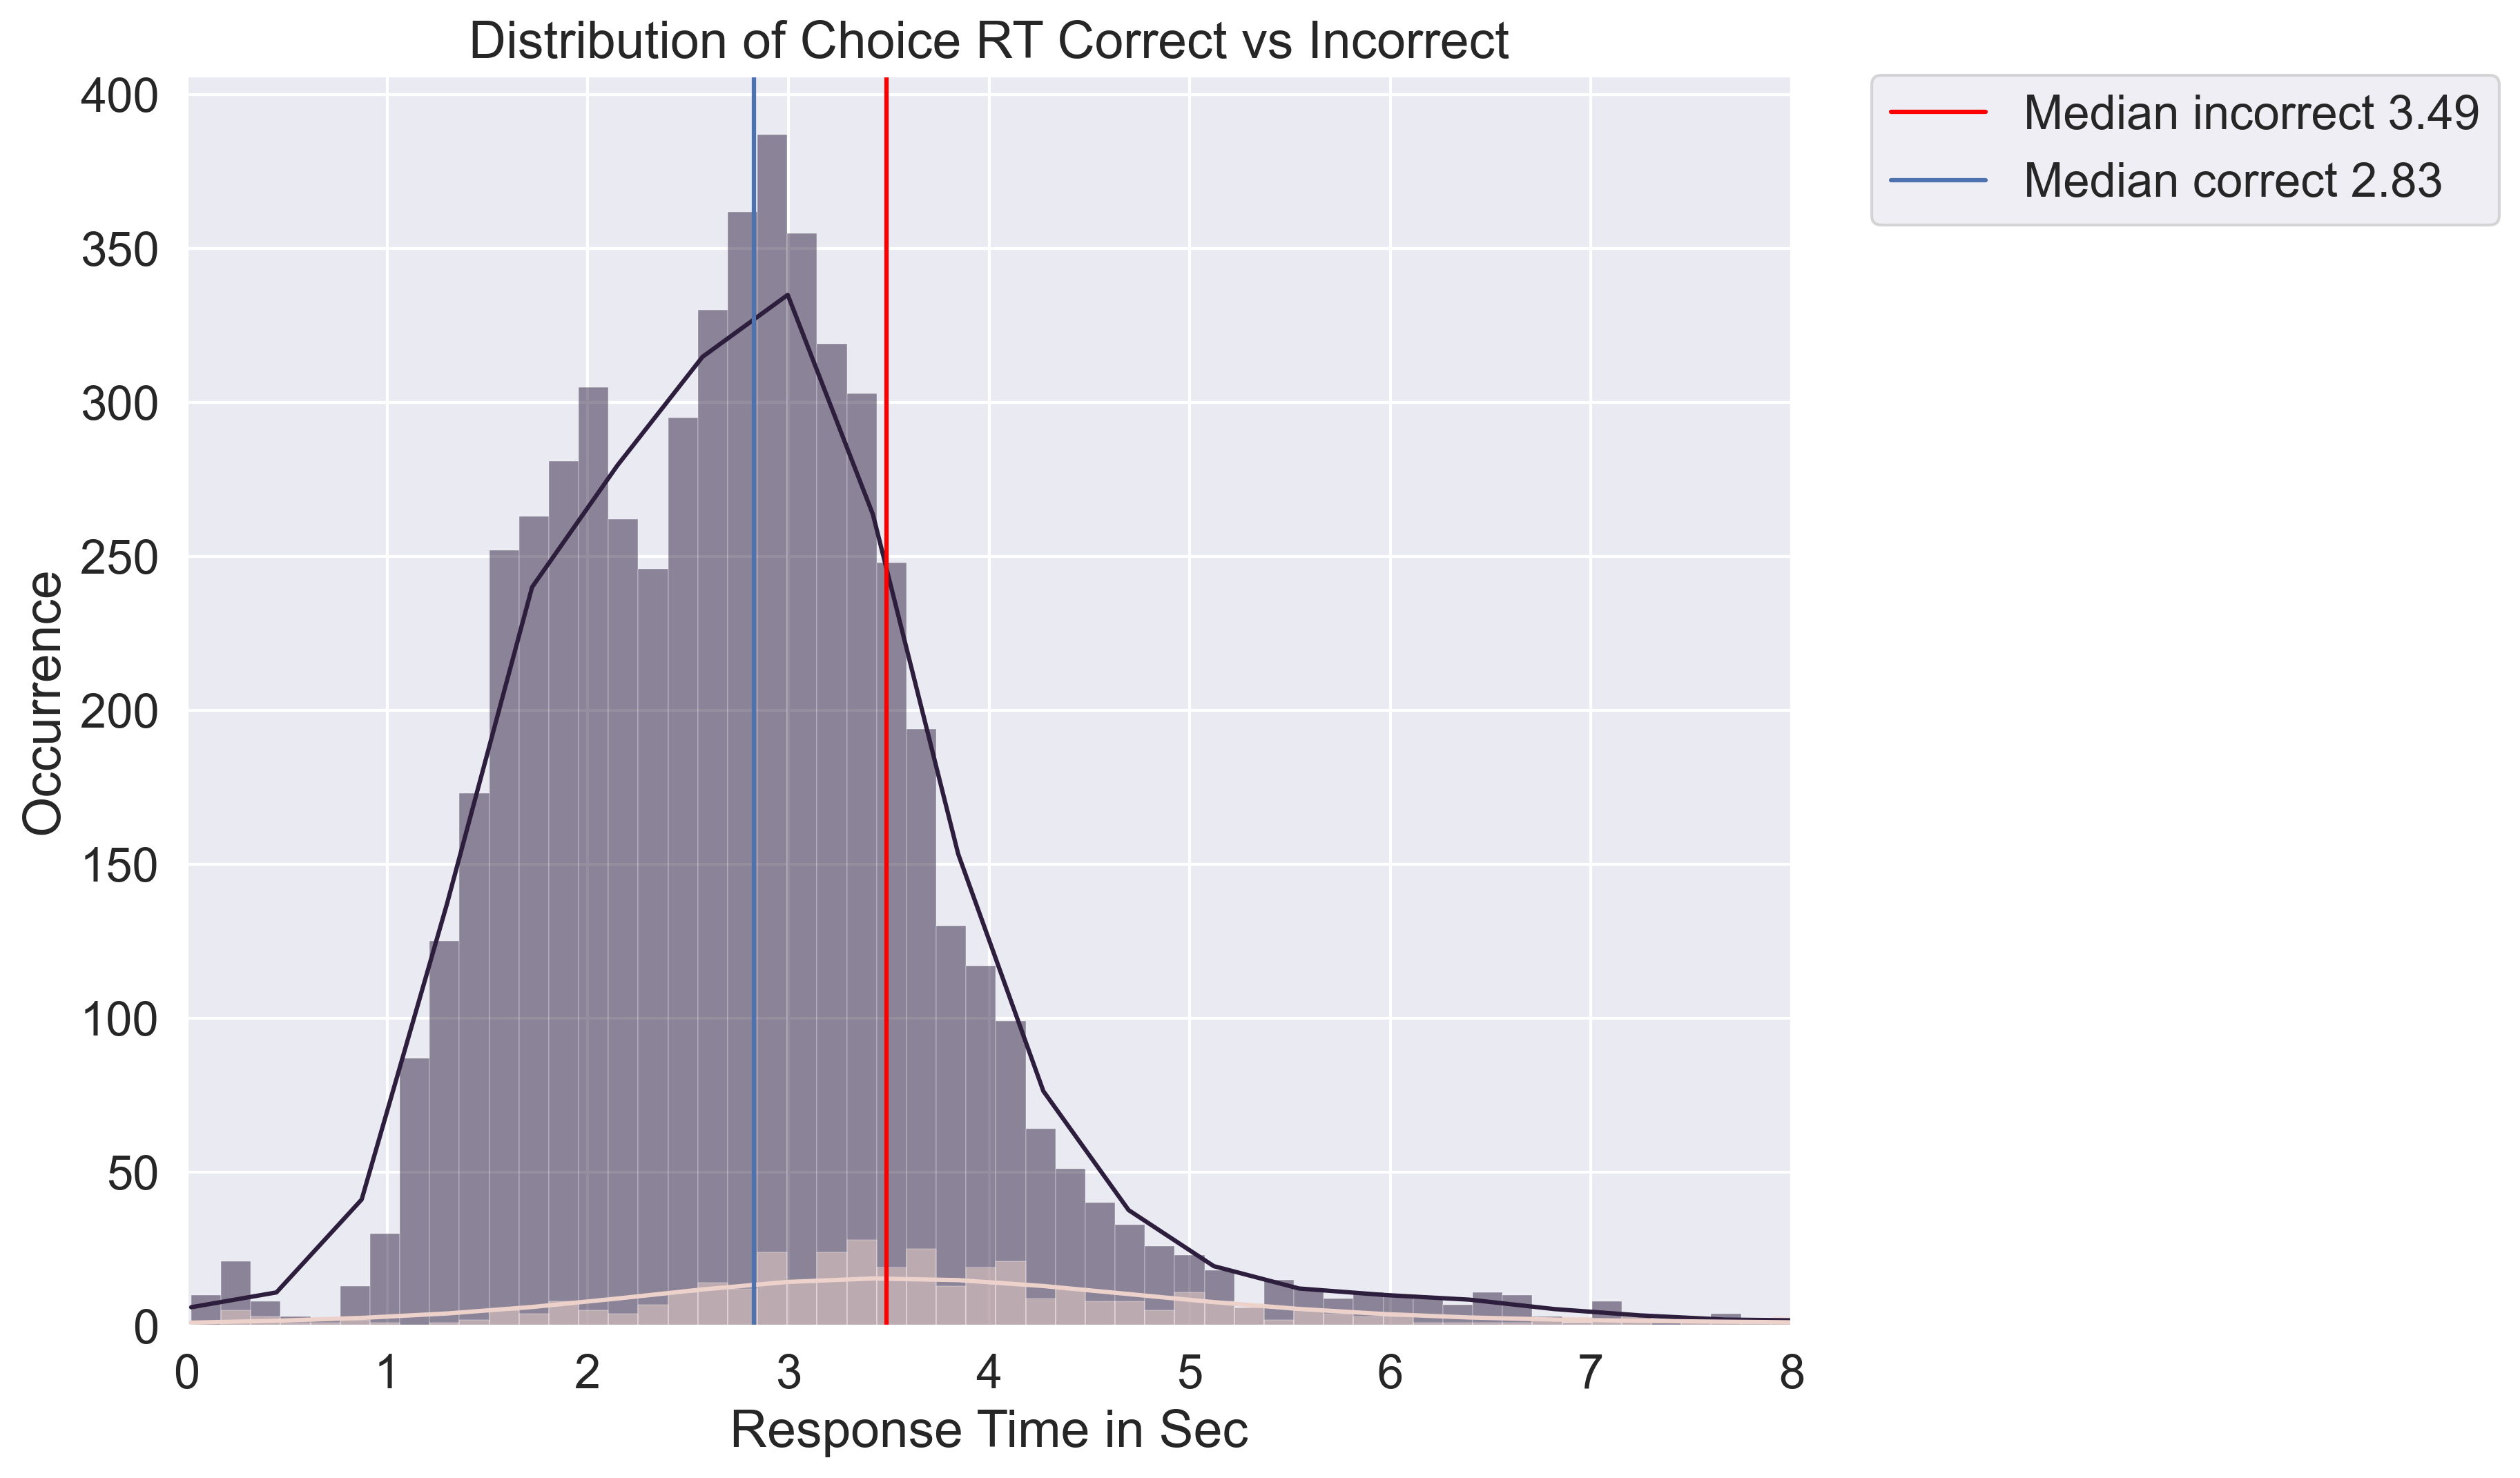 Distribution of Choice RT Correct vs Incorrect
Median incorrect 3.49
Median correct 2.83
Occurrence
400
350
300
250
200
150
100
50
0
0 1 2 3 4 5 6 7 8
Response Time in Sec